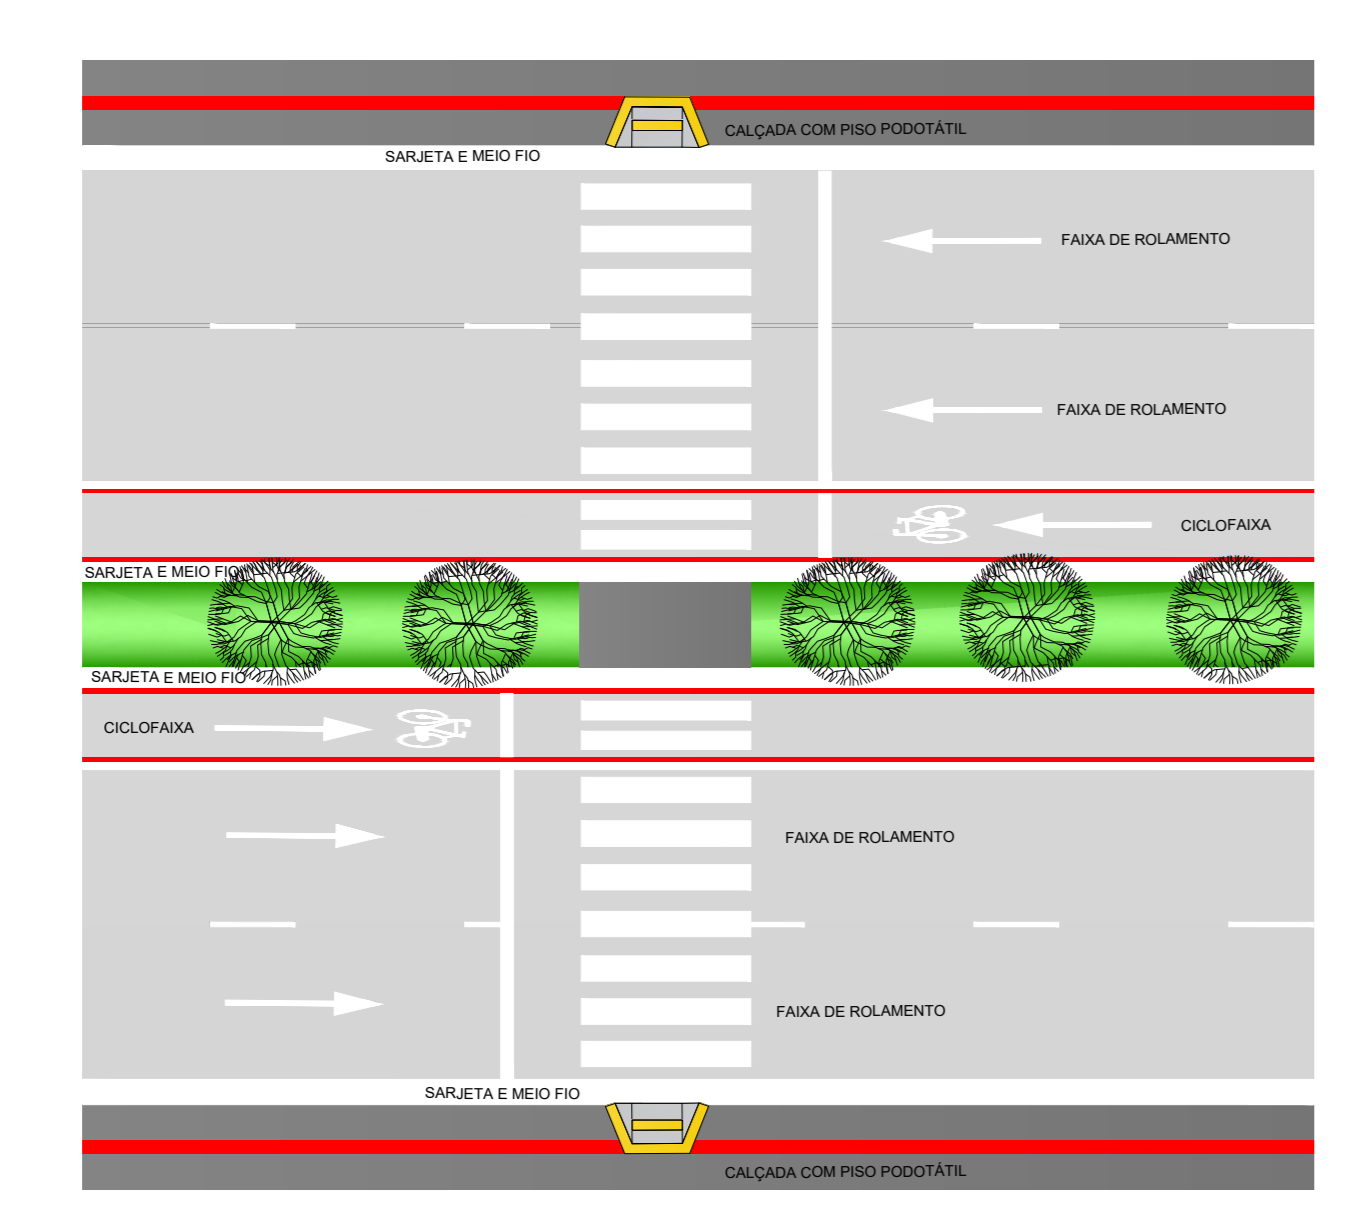 CALÇADA COM PISO PODOTÁTIL
SARJETA E MEIO FIO
FAIXA DE ROLAMENTO
FAIXA DE ROLAMENTO
CICLOFAIXA
SARJETA E MEIO FIO
SARJETA E MEIO FIO
CICLOFAIXA
FAIXA DE ROLAMENTO
FAIXA DE ROLAMENTO
SARJETA E MEIO FIO
CALÇADA COM PISO PODOTÁTIL